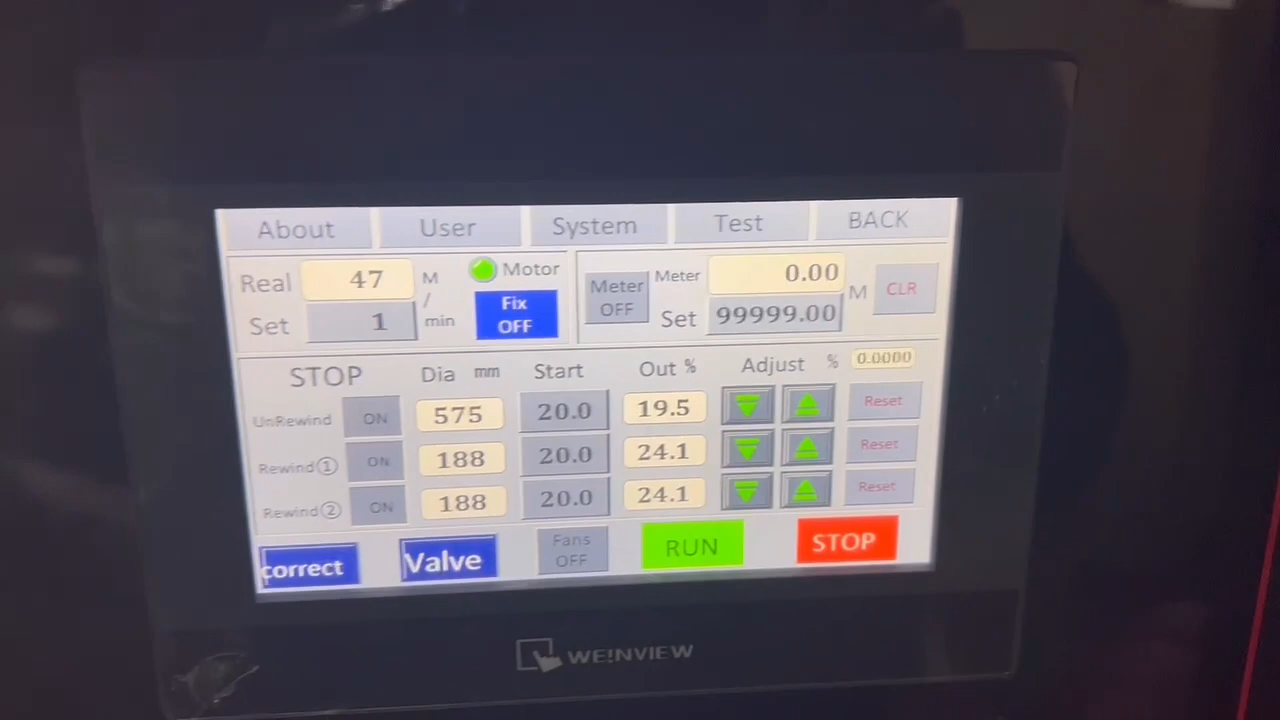 About User System Test BACK
Real 47 M / min Motor Meter OFF Meter 0.00 M CLR
Set 1 Fix OFF Set 99999.00
STOP Dia mm Start Out % Adjust % 0.0000
UnRewind ON 575 20.0 19.5 Reset
Rewind① ON 188 20.0 24.1 Reset
Rewind② ON 188 20.0 24.1 Reset
correct Valve Fans OFF RUN STOP
WE!NVIEW